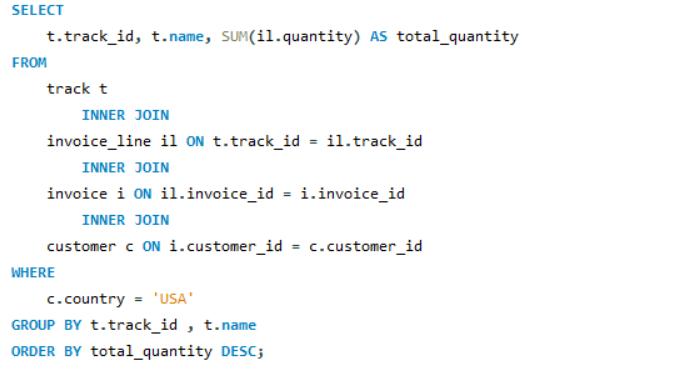 SELECT
    t.track_id, t.name, SUM(il.quantity) AS total_quantity
FROM
    track t
        INNER JOIN
    invoice_line il ON t.track_id = il.track_id
        INNER JOIN
    invoice i ON il.invoice_id = i.invoice_id
        INNER JOIN
    customer c ON i.customer_id = c.customer_id
WHERE
    c.country = 'USA'
GROUP BY t.track_id , t.name
ORDER BY total_quantity DESC;